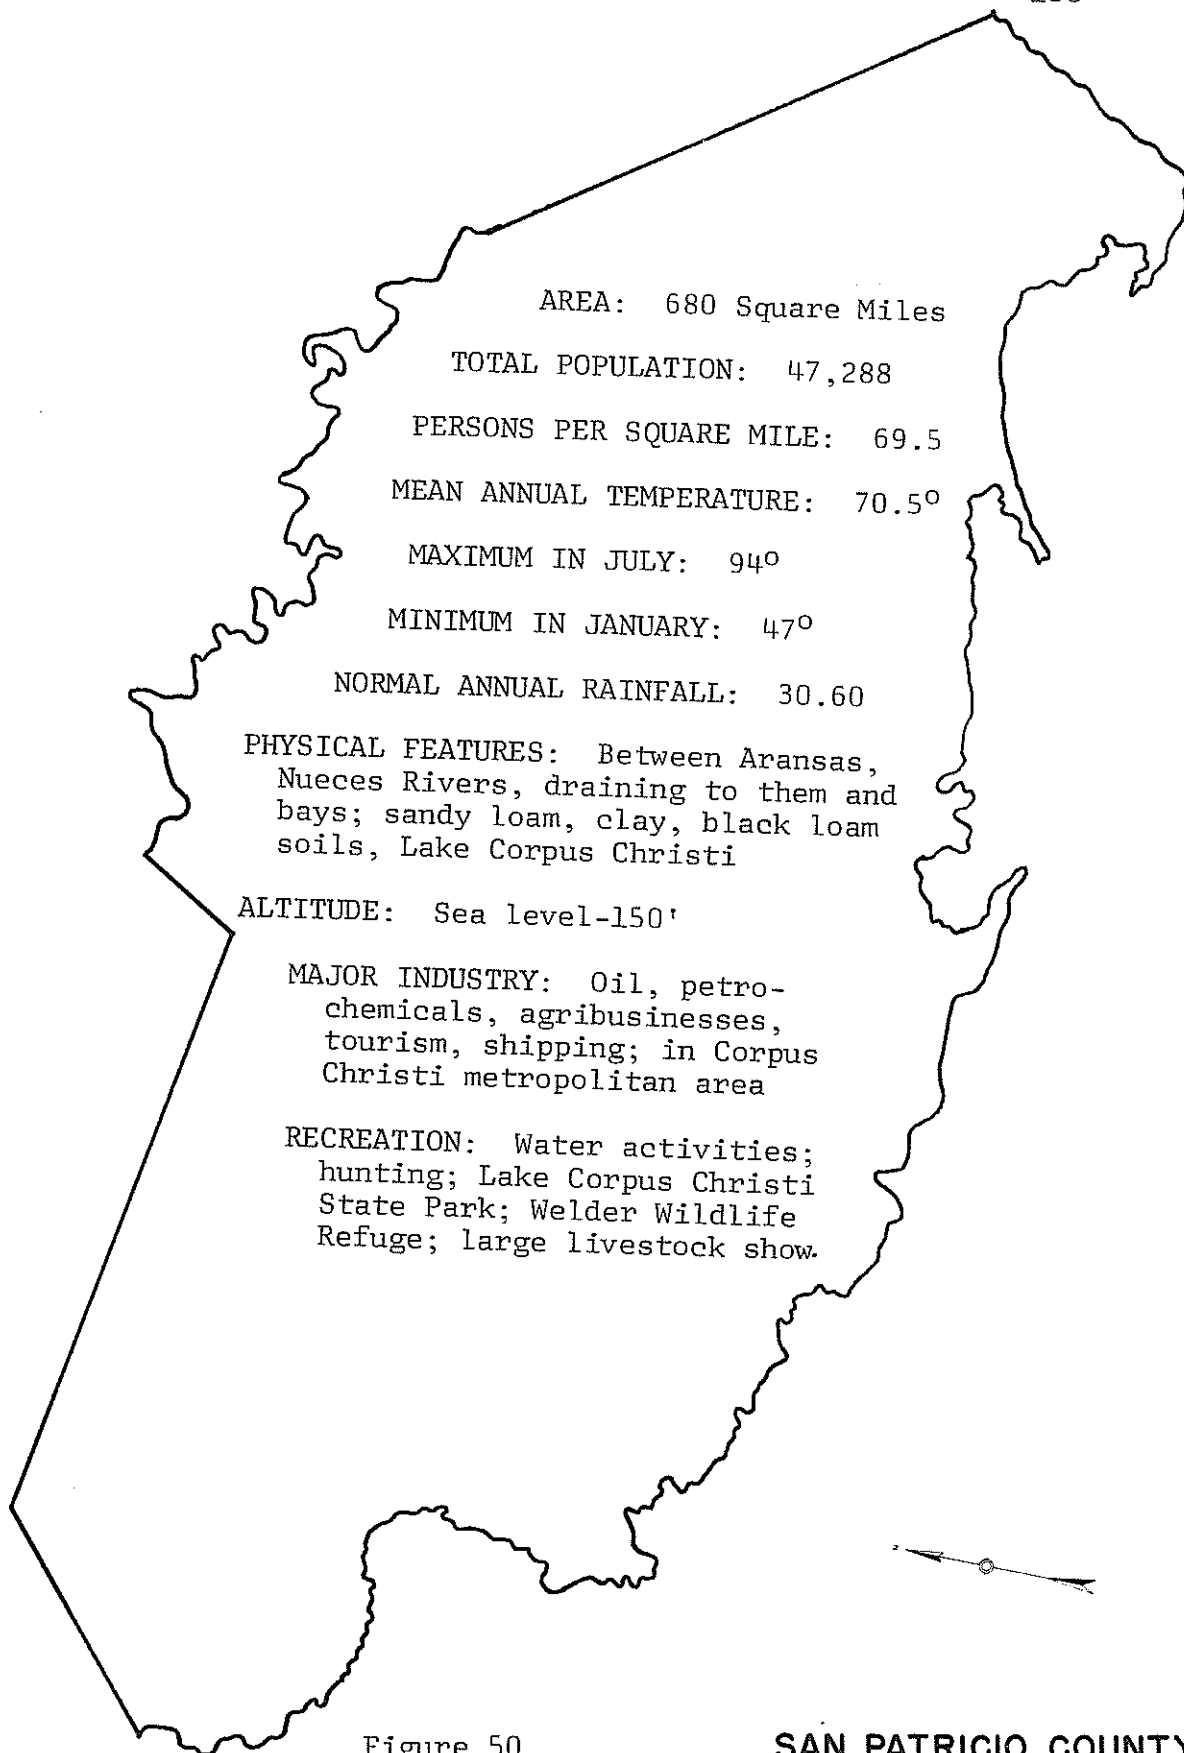 AREA: 680 Square Miles
TOTAL POPULATION: 47,288
PERSONS PER SQUARE MILE: 69.5
MEAN ANNUAL TEMPERATURE: 70.5°
MAXIMUM IN JULY: 94°
MINIMUM IN JANUARY: 47°
NORMAL ANNUAL RAINFALL: 30.60
PHYSICAL FEATURES: Between Aransas,
Nueces Rivers, draining to them and
bays; sandy loam, clay, black loam
soils, Lake Corpus Christi
ALTITUDE: Sea level-150'
MAJOR INDUSTRY: Oil, petro-
chemicals, agribusinesses,
tourism, shipping; in Corpus
Christi metropolitan area
RECREATION: Water activities;
hunting; Lake Corpus Christi
State Park; Welder Wildlife
Refuge; large livestock show.
Figure 50
SAN PATRICIO COUNTY